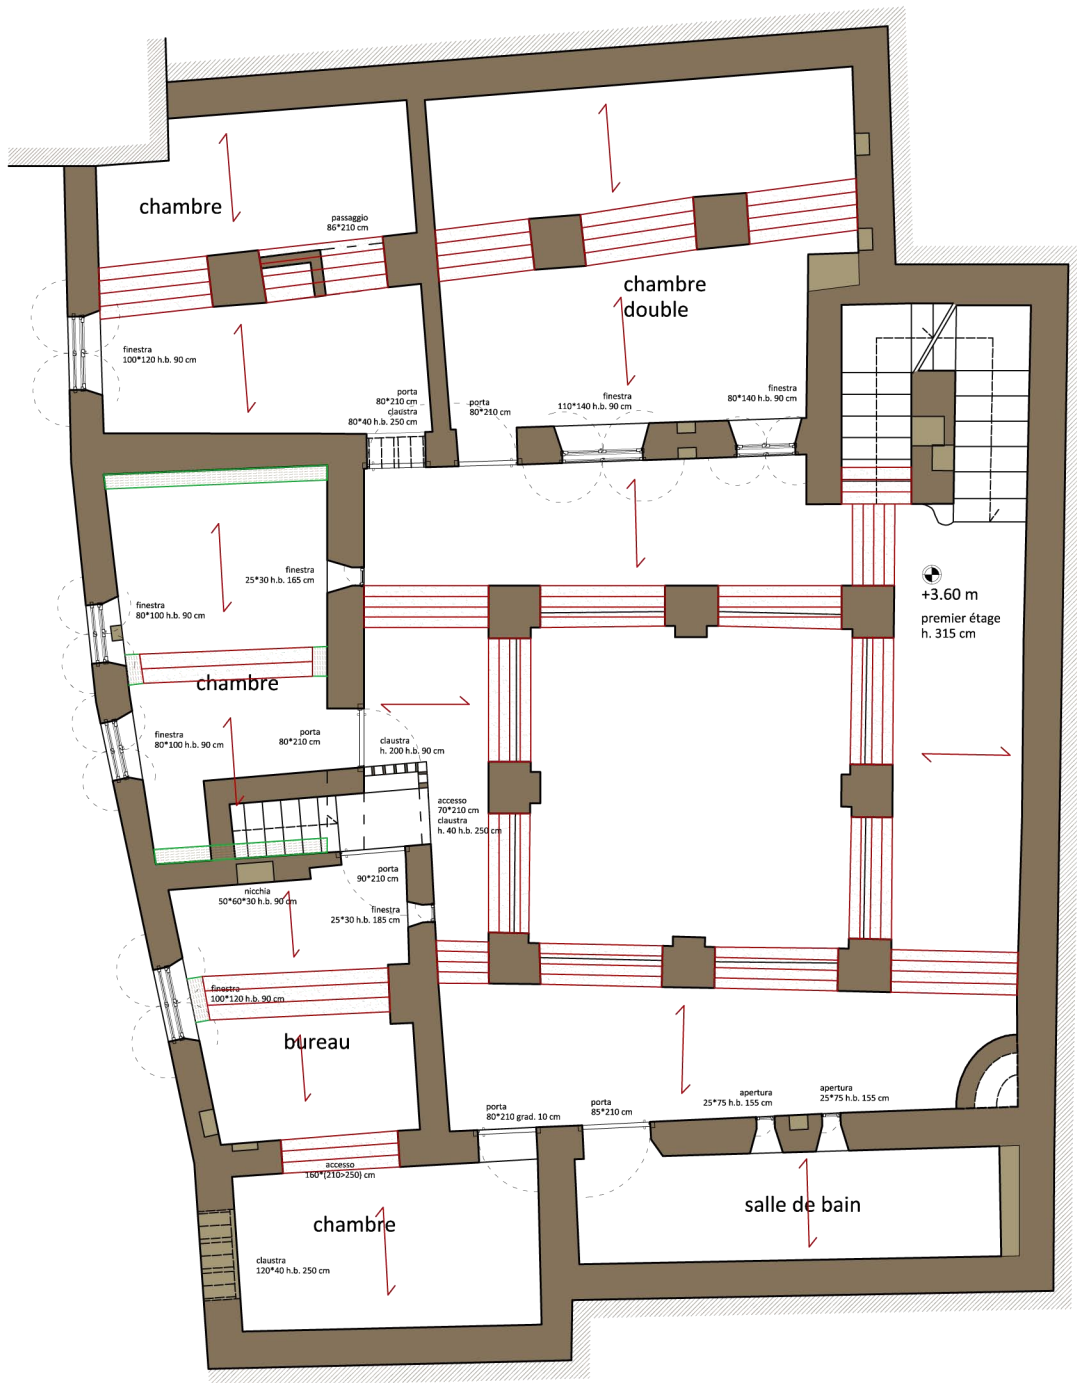 chambre
passaggio
86*210 cm
chambre
double
finestra
100*120 h.b. 90 cm
porta
80*210 cm
claustra
80*40 h.b. 250 cm
porta
80*210 cm
finestra
110*140 h.b. 90 cm
finestra
80*140 h.b. 90 cm
finestra
25*30 h.b. 165 cm
finestra
80*100 h.b. 90 cm
+3.60 m
premier étage
h. 315 cm
chambre
finestra
80*100 h.b. 90 cm
porta
80*210 cm
claustra
h. 200 h.b. 90 cm
accesso
70*210 cm
claustra
h. 40 h.b. 250 cm
porta
90*210 cm
nicchia
50*60*30 h.b. 90 cm
finestra
25*30 h.b. 185 cm
finestra
100*120 h.b. 90 cm
bureau
porta
80*210 grad. 10 cm
porta
85*210 cm
apertura
25*75 h.b. 155 cm
apertura
25*75 h.b. 155 cm
accesso
160*(210>250) cm
chambre
salle de bain
claustra
120*40 h.b. 250 cm